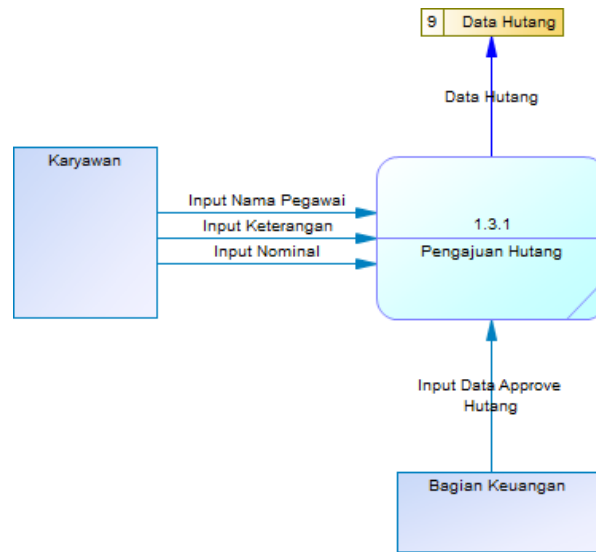 9 Data Hutang
Data Hutang
Karyawan
Input Nama Pegawai
Input Keterangan
Input Nominal
1.3.1
Pengajuan Hutang
Input Data Approve
Hutang
Bagian Keuangan